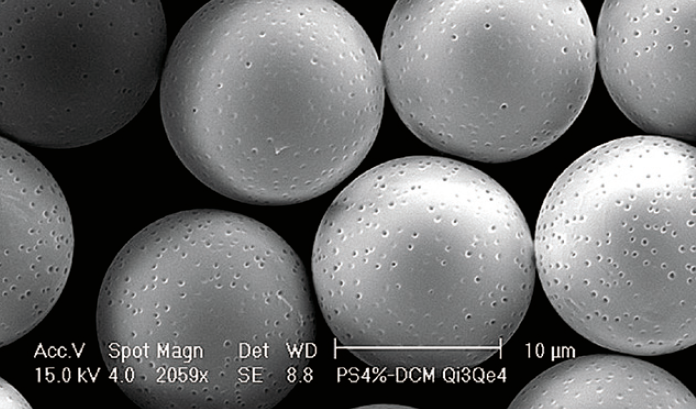 Acc.V Spot Magn Det WD 10 µm
15.0 kV 4.0 2059x SE 8.8 PS4%-DCM Qi3Qe4